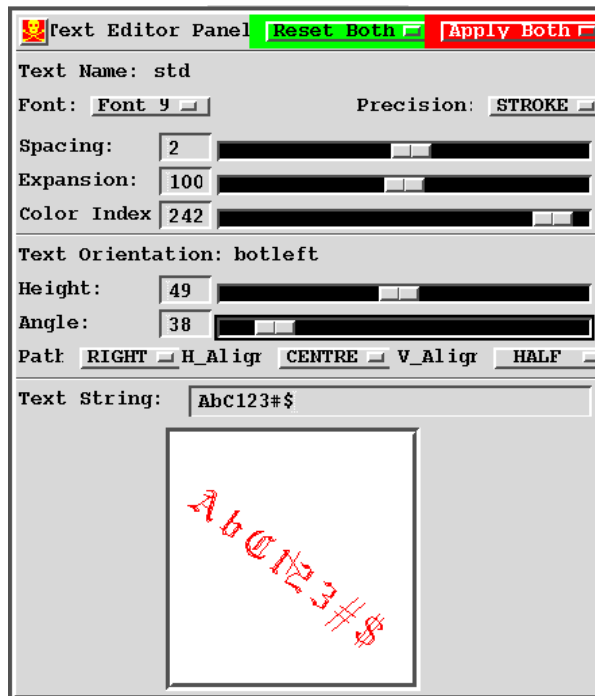 Text Editor Panel Reset Both Apply Both
Text Name: std
Font: Font 9 Precision: STROKE
Spacing: 2
Expansion: 100
Color Index 242
Text Orientation: botleft
Height: 49
Angle: 38
Path RIGHT H_Align CENTRE V_Align HALF
Text String: AbC123#$
AbC123#$